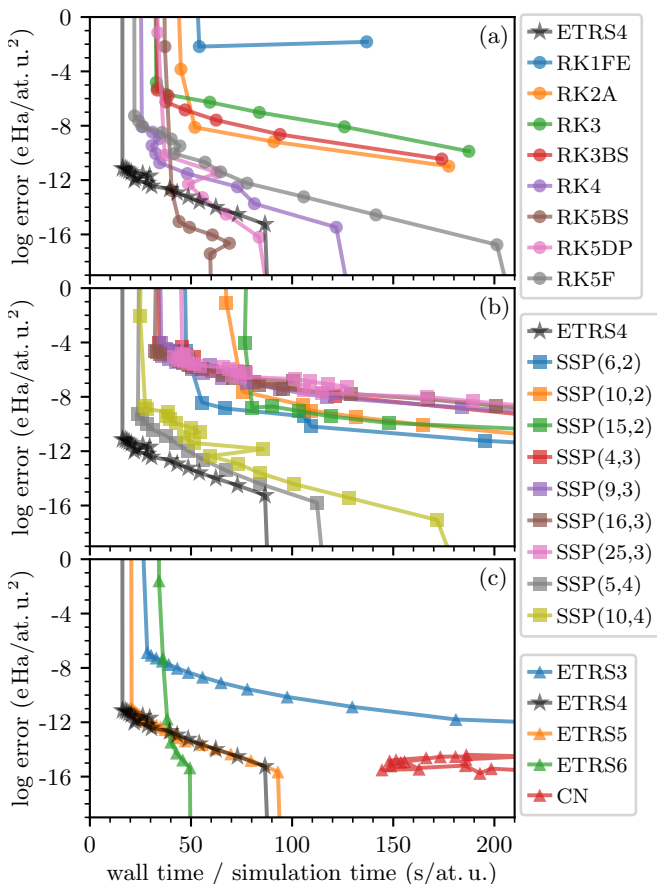 0
-4
-8
-12
-16
log error (e Ha/at. u.²)
(a)
ETRS4
RK1FE
RK2A
RK3
RK3BS
RK4
RK5BS
RK5DP
RK5F
0
-4
-8
-12
-16
log error (e Ha/at. u.²)
(b)
ETRS4
SSP(6,2)
SSP(10,2)
SSP(15,2)
SSP(4,3)
SSP(9,3)
SSP(16,3)
SSP(25,3)
SSP(5,4)
SSP(10,4)
0
-4
-8
-12
-16
log error (e Ha/at. u.²)
(c)
ETRS3
ETRS4
ETRS5
ETRS6
CN
0 50 100 150 200
wall time / simulation time (s/at. u.)